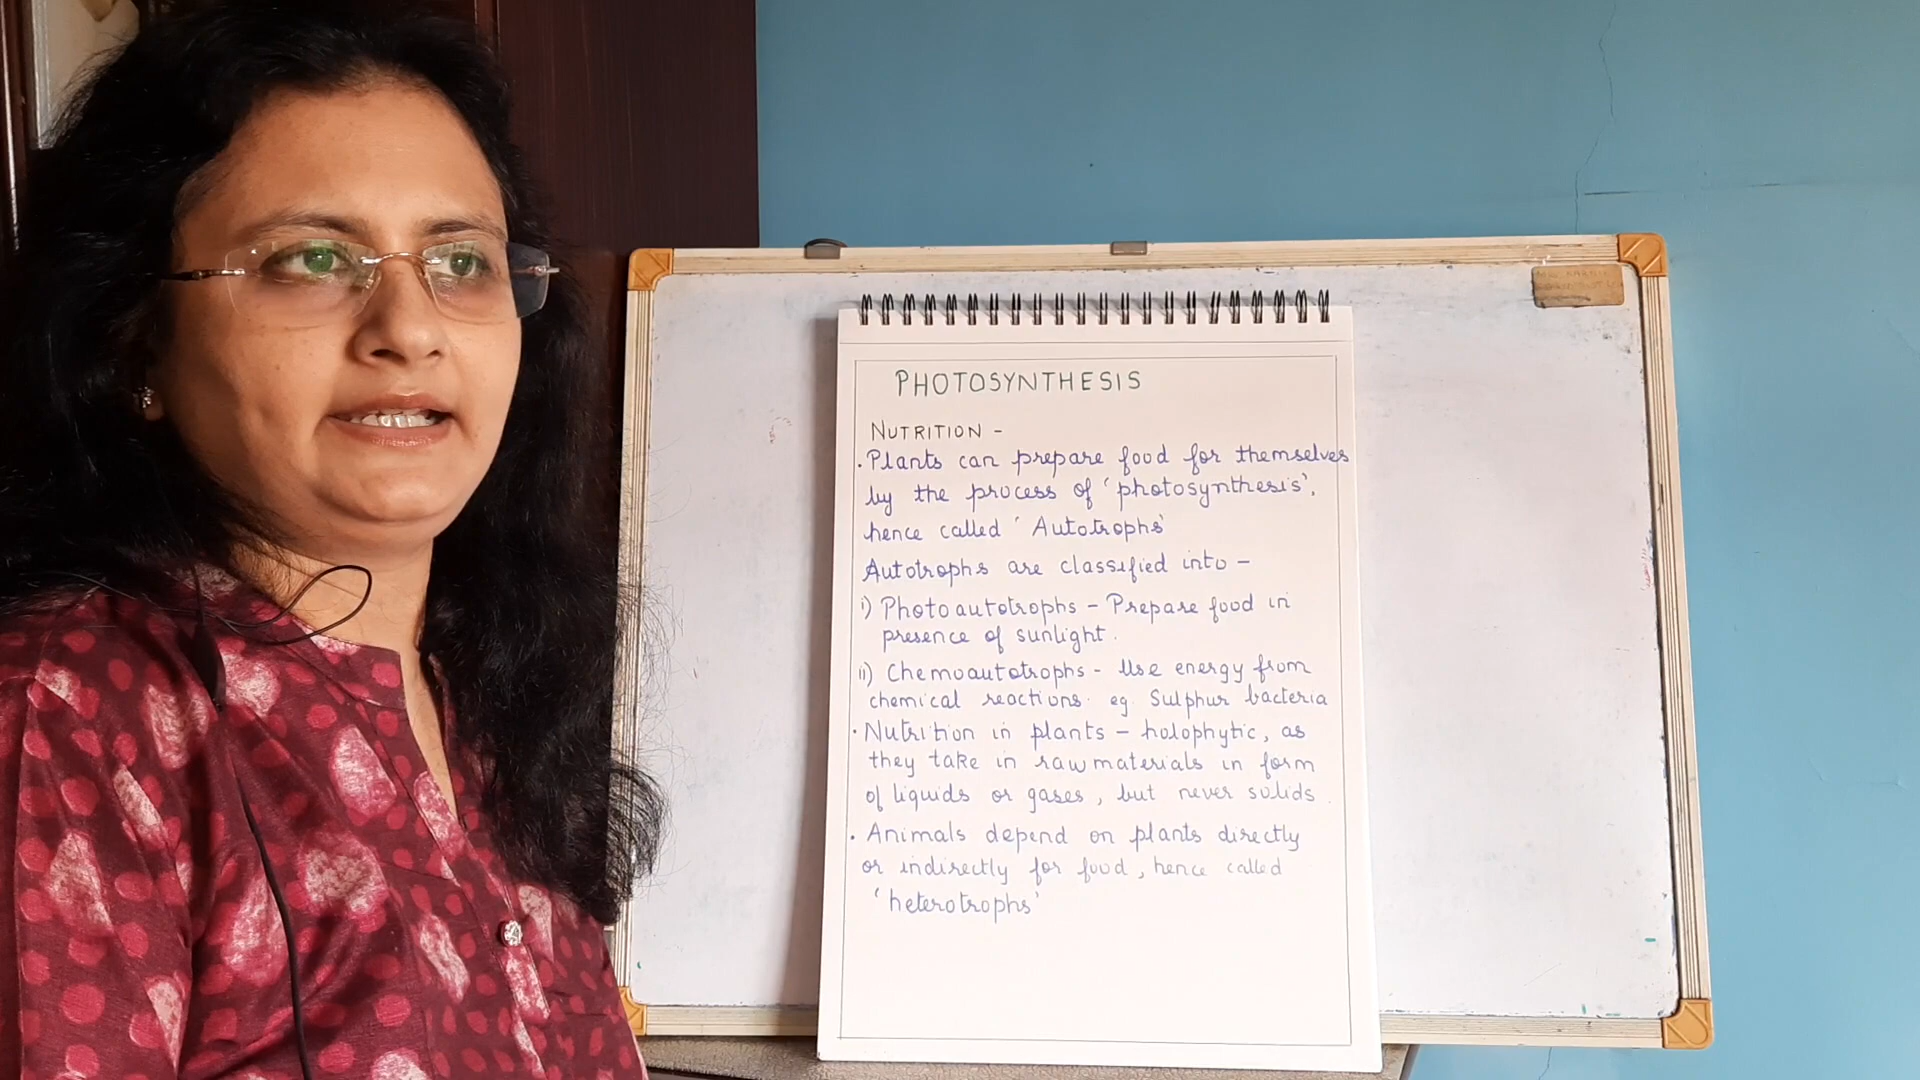 PHOTOSYNTHESIS
NUTRITION -
. Plants can prepare food for themselves
by the process of 'photosynthesis'.
hence called 'Autotrophs'
Autotrophs are classified into -
i) Photoautotrophs - Prepare food in
presence of sunlight.
ii) Chemoautotrophs - Use energy from
chemical reactions. eg. Sulphur bacteria
. Nutrition in plants - holophytic, as
they take in raw materials in form
of liquids or gases, but never solids.
. Animals depend on plants directly
or indirectly for food, hence called
'heterotrophs'